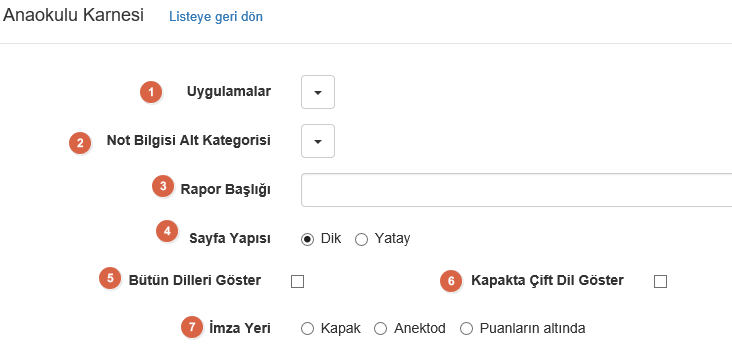 Anaokulu Karnesi Listeye geri dön
1 Uygulamalar
2 Not Bilgisi Alt Kategorisi
3 Rapor Başlığı
4 Sayfa Yapısı Dik Yatay
5 Bütün Dilleri Göster 6 Kapakta Çift Dil Göster
7 İmza Yeri Kapak Anektod Puanların altında